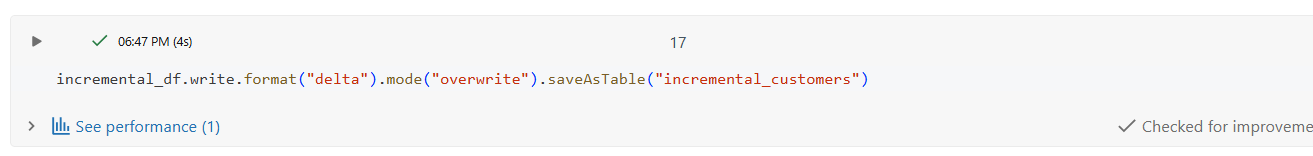 06:47 PM (4s)
17
incremental_df.write.format("delta").mode("overwrite").saveAsTable("incremental_customers")
See performance (1)
Checked for improveme